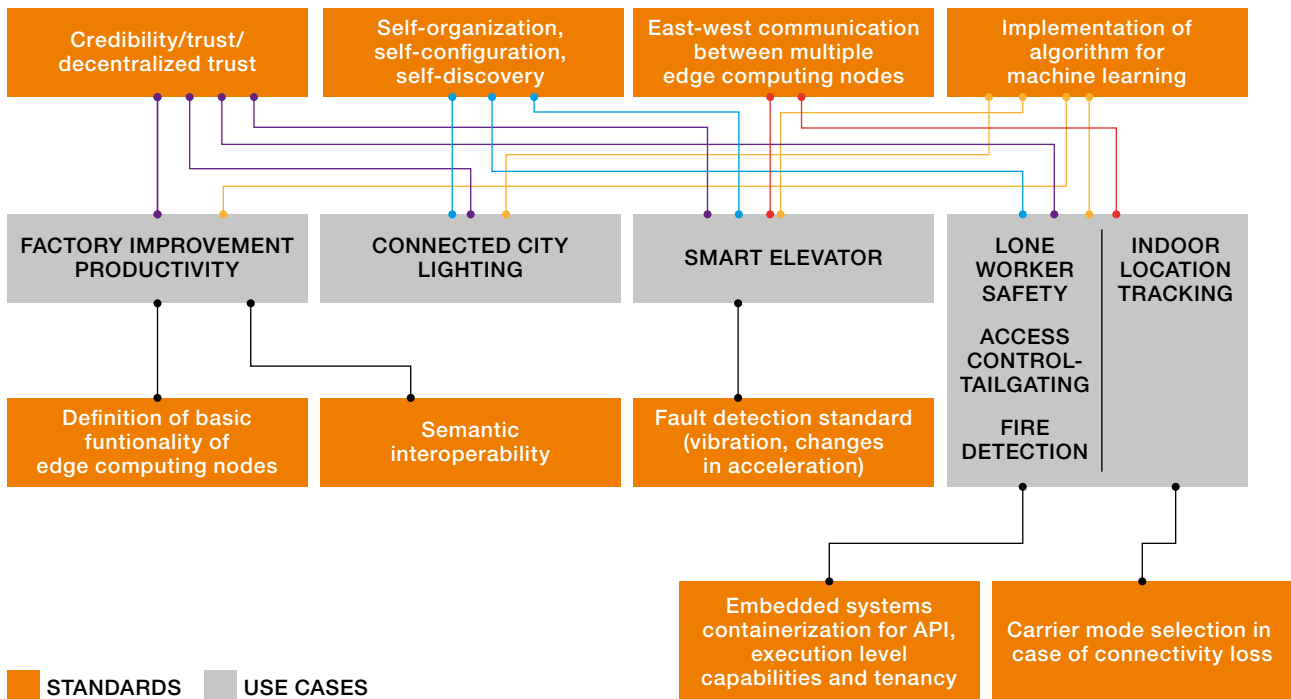 Credibility/trust/
decentralized trust
Self-organization,
self-configuration,
self-discovery
East-west communication
between multiple
edge computing nodes
Implementation of
algorithm for
machine learning
FACTORY IMPROVEMENT
PRODUCTIVITY
CONNECTED CITY
LIGHTING
SMART ELEVATOR
LONE
WORKER
SAFETY
ACCESS
CONTROL-
TAILGATING
FIRE
DETECTION
INDOOR
LOCATION
TRACKING
Definition of basic
funtionality of
edge computing nodes
Semantic
interoperability
Fault detection standard
(vibration, changes
in acceleration)
Embedded systems
containerization for API,
execution level
capabilities and tenancy
Carrier mode selection in
case of connectivity loss
STANDARDS
USE CASES